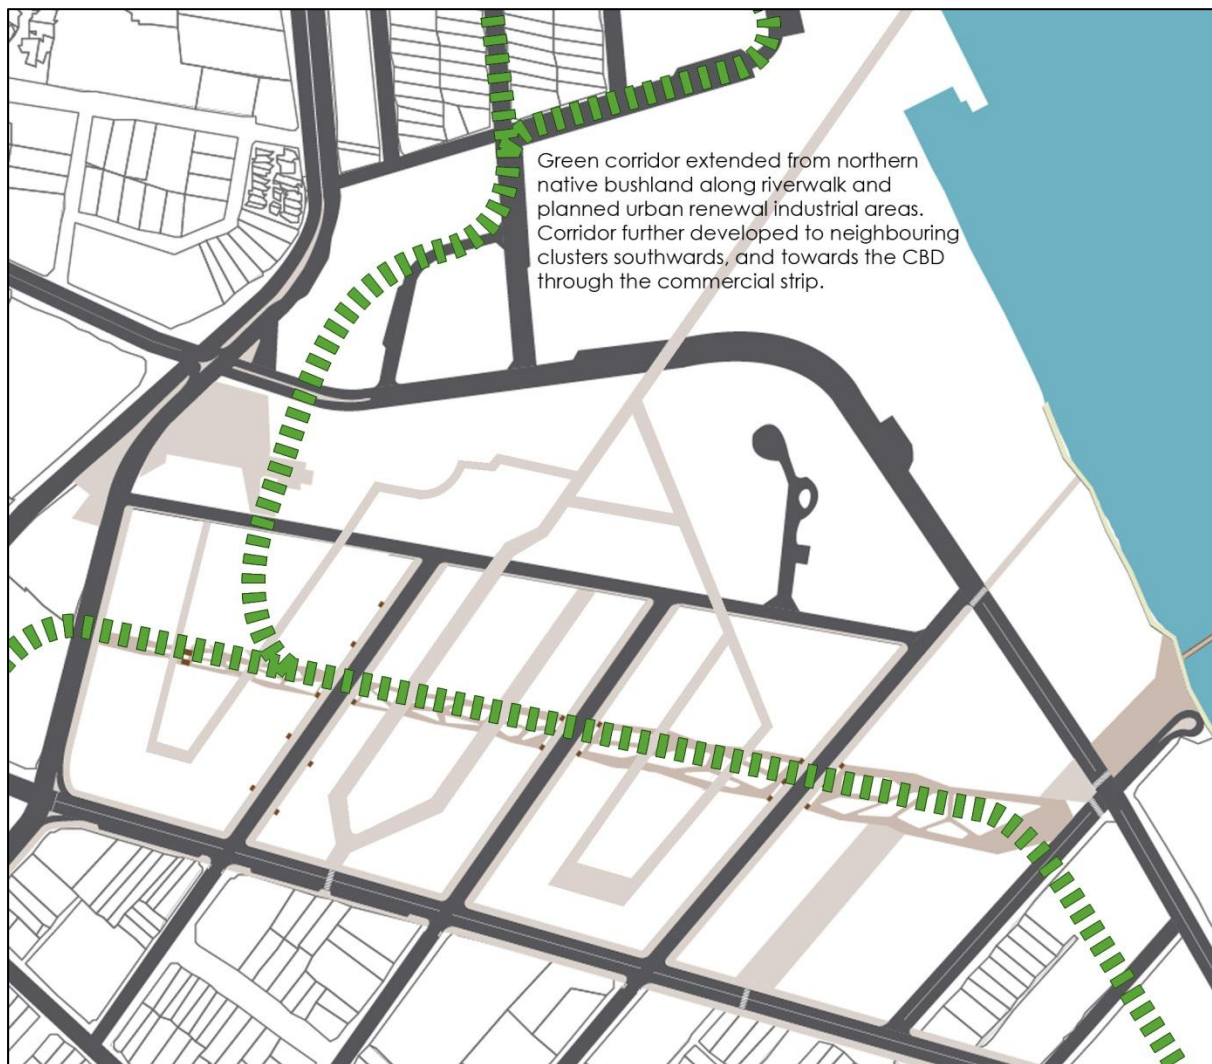 Green corridor extended from northern
native bushland along riverwalk and
planned urban renewal industrial areas.
Corridor further developed to neighbouring
clusters southwards, and towards the CBD
through the commercial strip.